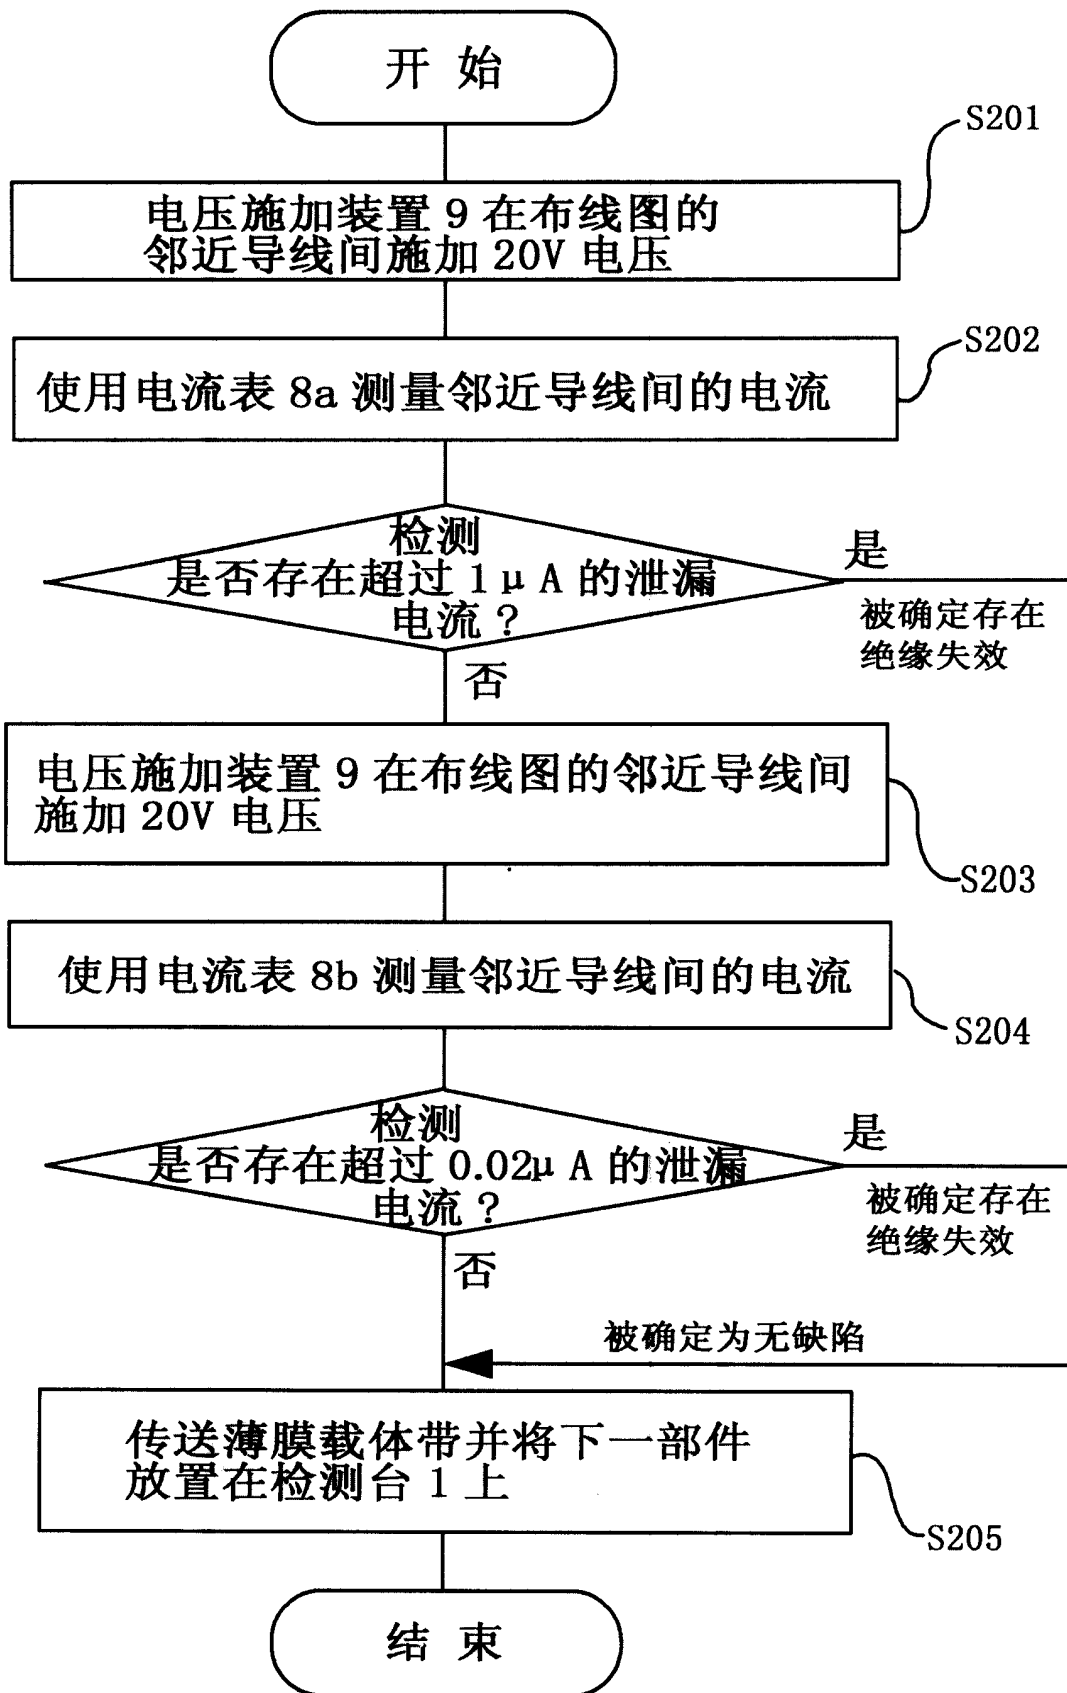 开 始
S201
电压施加装置 9 在布线图的
邻近导线间施加 20V 电压
S202
使用电流表 8a 测量邻近导线间的电流
检测
是否存在超过 1μ A 的泄漏
电流？
是
被确定存在
绝缘失效
否
电压施加装置 9 在布线图的邻近导线间
施加 20V 电压
S203
使用电流表 8b 测量邻近导线间的电流
S204
检测
是否存在超过 0.02μ A 的泄漏
电流？
是
被确定存在
绝缘失效
否
被确定为无缺陷
传送薄膜载体带并将下一部件
放置在检测台 1 上
S205
结 束